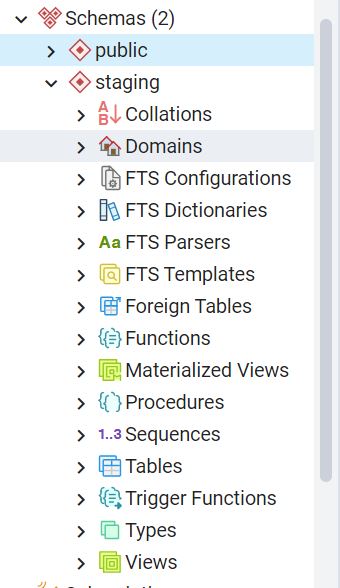 Schemas (2)
public
staging
Collations
Domains
FTS Configurations
FTS Dictionaries
Aa FTS Parsers
FTS Templates
Foreign Tables
Functions
Materialized Views
Procedures
1..3 Sequences
Tables
Trigger Functions
Types
Views